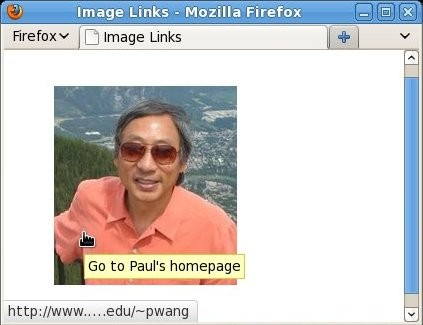 Image Links - Mozilla Firefox
Firefox
Image Links
Go to Paul's homepage
http://www.....edu/~pwang